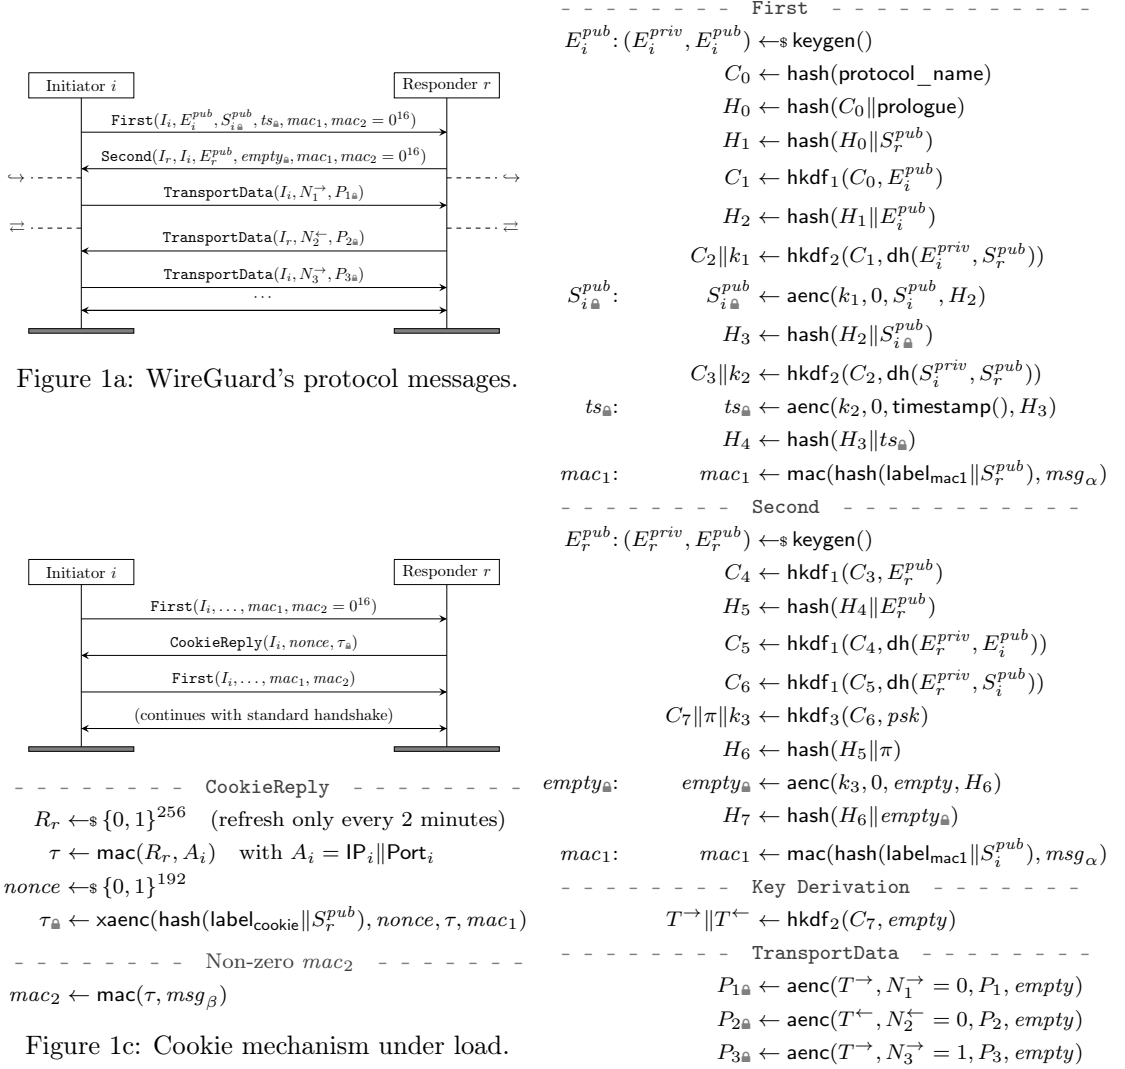 Initiator i
Responder r
First(I_i, E_i^{pub}, S_i^{pub}🔒, ts🔒, mac_1, mac_2 = 0^{16})
Second(I_r, I_i, E_r^{pub}, empty🔒, mac_1, mac_2 = 0^{16})
↪ ↪
TransportData(I_i, N_1^→, P_1🔒)
⇄ ⇄
TransportData(I_r, N_2^←, P_2🔒)
TransportData(I_i, N_3^→, P_3🔒)
...
Figure 1a: WireGuard's protocol messages.
Initiator i
Responder r
First(I_i, ..., mac_1, mac_2 = 0^{16})
CookieReply(I_i, nonce, τ🔒)
First(I_i, ..., mac_1, mac_2)
(continues with standard handshake)
CookieReply
R_r ←$ {0, 1}^{256} (refresh only every 2 minutes)
τ ← mac(R_r, A_i) with A_i = IP_i‖Port_i
nonce ←$ {0, 1}^{192}
τ🔒 ← xaenc(hash(label_cookie‖S_r^{pub}), nonce, τ, mac_1)
Non-zero mac_2
mac_2 ← mac(τ, msg_β)
Figure 1c: Cookie mechanism under load.
First
E_i^{pub}: (E_i^{priv}, E_i^{pub}) ←$ keygen()
C_0 ← hash(protocol_name)
H_0 ← hash(C_0‖prologue)
H_1 ← hash(H_0‖S_r^{pub})
C_1 ← hkdf_1(C_0, E_i^{pub})
H_2 ← hash(H_1‖E_i^{pub})
C_2‖k_1 ← hkdf_2(C_1, dh(E_i^{priv}, S_r^{pub}))
S_i^{pub}🔒: S_i^{pub}🔒 ← aenc(k_1, 0, S_i^{pub}, H_2)
H_3 ← hash(H_2‖S_i^{pub}🔒)
C_3‖k_2 ← hkdf_2(C_2, dh(S_i^{priv}, S_r^{pub}))
ts🔒: ts🔒 ← aenc(k_2, 0, timestamp(), H_3)
H_4 ← hash(H_3‖ts🔒)
mac_1: mac_1 ← mac(hash(label_mac1‖S_r^{pub}), msg_α)
Second
E_r^{pub}: (E_r^{priv}, E_r^{pub}) ←$ keygen()
C_4 ← hkdf_1(C_3, E_r^{pub})
H_5 ← hash(H_4‖E_r^{pub})
C_5 ← hkdf_1(C_4, dh(E_r^{priv}, E_i^{pub}))
C_6 ← hkdf_1(C_5, dh(E_r^{priv}, S_i^{pub}))
C_7‖π‖k_3 ← hkdf_3(C_6, psk)
H_6 ← hash(H_5‖π)
empty🔒: empty🔒 ← aenc(k_3, 0, empty, H_6)
H_7 ← hash(H_6‖empty🔒)
mac_1: mac_1 ← mac(hash(label_mac1‖S_i^{pub}), msg_α)
Key Derivation
T^→‖T^← ← hkdf_2(C_7, empty)
TransportData
P_1🔒 ← aenc(T^→, N_1^→ = 0, P_1, empty)
P_2🔒 ← aenc(T^←, N_2^← = 0, P_2, empty)
P_3🔒 ← aenc(T^→, N_3^→ = 1, P_3, empty)